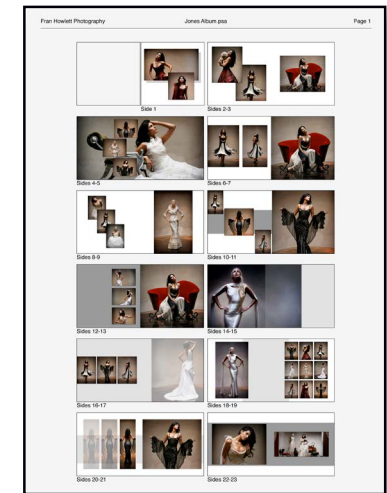 Fran Howlett Photography Jones Album.psa Page 1
Side 1 Sides 2-3
Sides 4-5 Sides 6-7
Sides 8-9 Sides 10-11
Sides 12-13 Sides 14-15
Sides 16-17 Sides 18-19
Sides 20-21 Sides 22-23